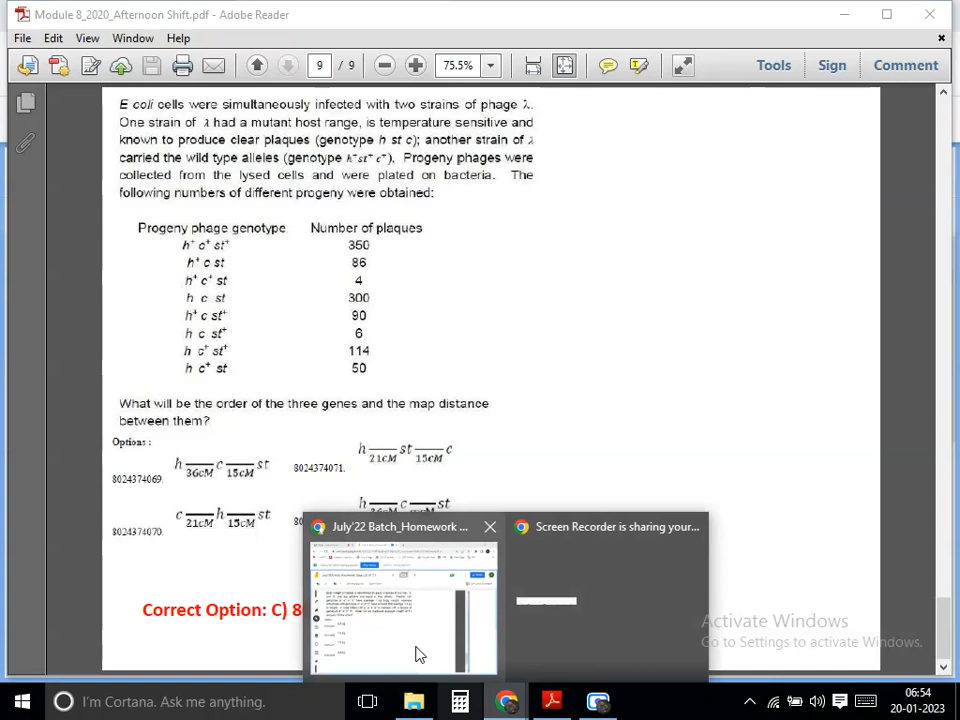 Module 8_2020_Afternoon Shift.pdf - Adobe Reader
File Edit View Window Help
9 / 9 75.5% Tools Sign Comment
E coli cells were simultaneously infected with two strains of phage λ.
One strain of λ had a mutant host range, is temperature sensitive and
known to produce clear plaques (genotype h st c); another strain of λ
carried the wild type alleles (genotype h⁺ st⁺ c⁺). Progeny phages were
collected from the lysed cells and were plated on bacteria. The
following numbers of different progeny were obtained:
Progeny phage genotype Number of plaques
h⁺ c⁺ st⁺ 350
h⁺ c st 86
h⁺ c⁺ st 4
h c st 300
h⁺ c st⁺ 90
h c st⁺ 6
h c⁺ st⁺ 114
h c⁺ st 50
What will be the order of the three genes and the map distance
between them?
Options :
8024374069. h 36cM c 15cM st
8024374071. h 21cM st 15cM c
8024374070. c 21cM h 15cM st
h c st
Correct Option: C) 8
July'22 Batch_Homework ...
Screen Recorder is sharing your...
Activate Windows
Go to Settings to activate Windows.
I'm Cortana. Ask me anything.
06:54
20-01-2023